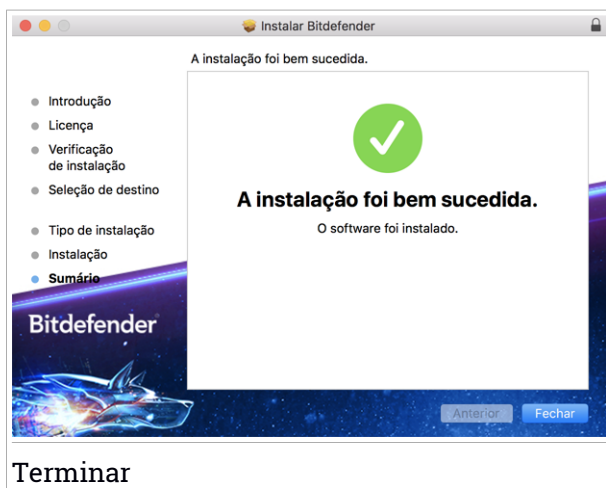 Instalar Bitdefender
A instalação foi bem sucedida.
Introdução
Licença
Verificação
de instalação
Seleção de destino
Tipo de instalação
Instalação
Sumário
Bitdefender
A instalação foi bem sucedida.
O software foi instalado.
Anterior
Fechar
Terminar